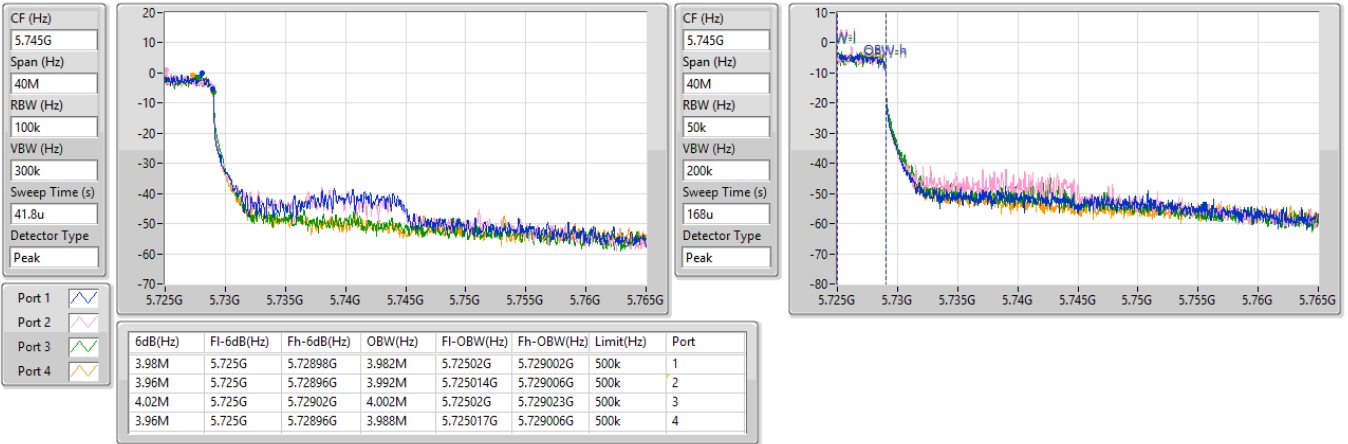 CF (Hz)
5.745G
Span (Hz)
40M
RBW (Hz)
100k
VBW (Hz)
300k
Sweep Time (s)
41.8u
Detector Type
Peak
20-
10-
0-
-10-
-20-
-30-
-40-
-50-
-60-
-70-
5.725G 5.73G 5.735G 5.74G 5.745G 5.75G 5.755G 5.76G 5.765G
CF (Hz)
5.745G
Span (Hz)
40M
RBW (Hz)
50k
VBW (Hz)
200k
Sweep Time (s)
168u
Detector Type
Peak
10-
0-
-10-
-20-
-30-
-40-
-50-
-60-
-70-
-80-
W-l
OBW-h
5.725G 5.73G 5.735G 5.74G 5.745G 5.75G 5.755G 5.76G 5.765G
Port 1
Port 2
Port 3
Port 4
6dB(Hz) Fl-6dB(Hz) Fh-6dB(Hz) OBW(Hz) Fl-OBW(Hz) Fh-OBW(Hz) Limit(Hz) Port
3.98M 5.725G 5.72898G 3.982M 5.72502G 5.729002G 500k 1
3.96M 5.725G 5.72896G 3.992M 5.725014G 5.729006G 500k 2
4.02M 5.725G 5.72902G 4.002M 5.72502G 5.729023G 500k 3
3.96M 5.725G 5.72896G 3.988M 5.725017G 5.729006G 500k 4